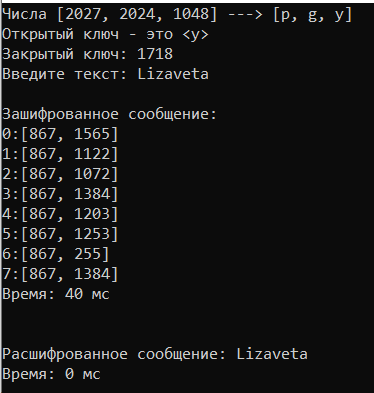 Числа [2027, 2024, 1048] ---> [p, g, y]
Открытый ключ - это <y>
Закрытый ключ: 1718
Введите текст: Lizaveta
Зашифрованное сообщение:
0:[867, 1565]
1:[867, 1122]
2:[867, 1072]
3:[867, 1384]
4:[867, 1203]
5:[867, 1253]
6:[867, 255]
7:[867, 1384]
Время: 40 мс
Расшифрованное сообщение: Lizaveta
Время: 0 мс